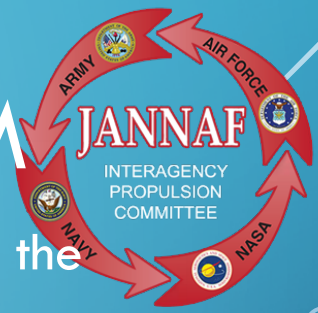 ARMY
AIR FORCE
JANNAF
INTERAGENCY
PROPULSION
COMMITTEE
NAVY
NASA
the